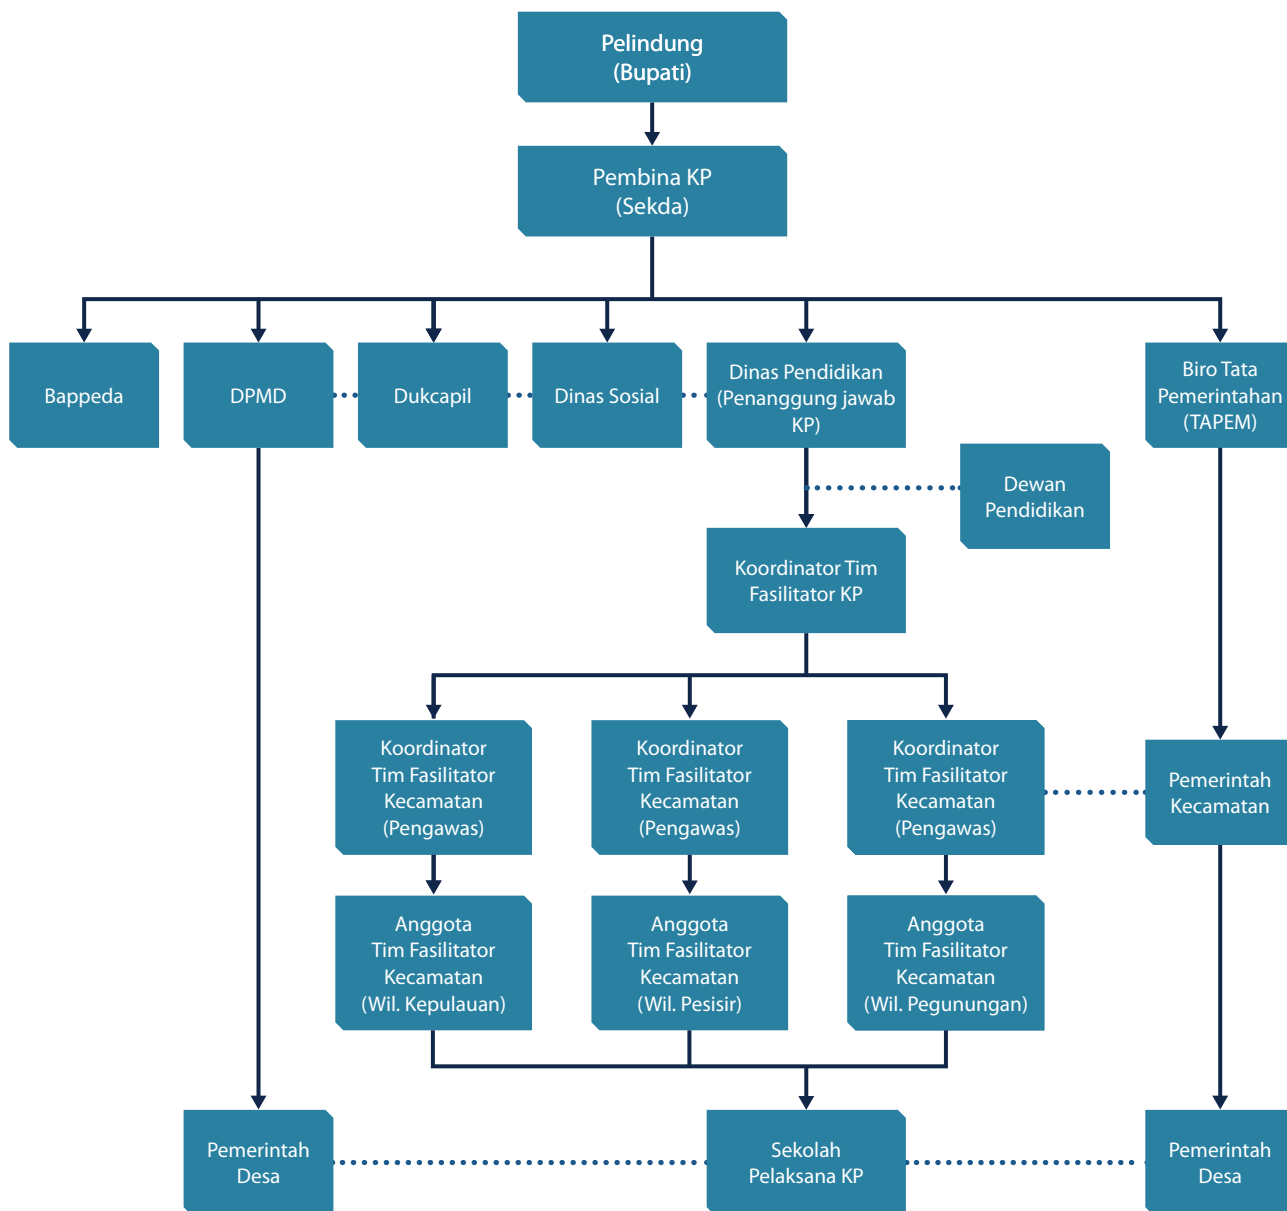 Pelindung
(Bupati)
Pembina KP
(Sekda)
Bappeda
DPMD
Dukcapil
Dinas Sosial
Dinas Pendidikan
(Penanggung jawab
KP)
Biro Tata
Pemerintahan
(TAPEM)
Dewan
Pendidikan
Koordinator Tim
Fasilitator KP
Koordinator
Tim Fasilitator
Kecamatan
(Pengawas)
Koordinator
Tim Fasilitator
Kecamatan
(Pengawas)
Koordinator
Tim Fasilitator
Kecamatan
(Pengawas)
Pemerintah
Kecamatan
Anggota
Tim Fasilitator
Kecamatan
(Wil. Kepulauan)
Anggota
Tim Fasilitator
Kecamatan
(Wil. Pesisir)
Anggota
Tim Fasilitator
Kecamatan
(Wil. Pegunungan)
Pemerintah
Desa
Sekolah
Pelaksana KP
Pemerintah
Desa